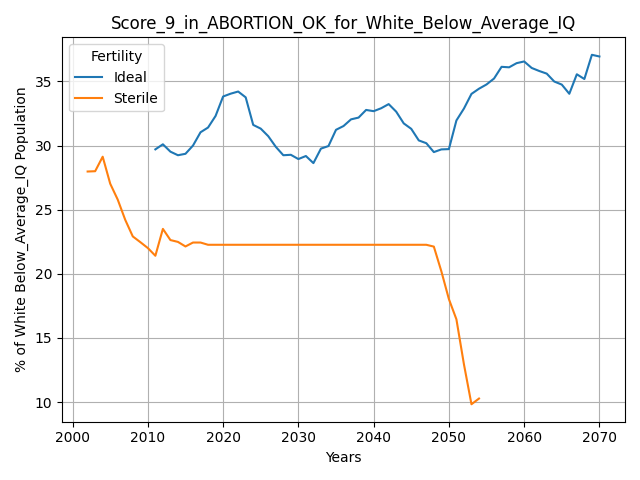 Score_9_in_ABORTION_OK_for_White_Below_Average_IQ
Fertility
Ideal
Sterile
% of White Below_Average_IQ Population
35
30
25
20
15
10
2000 2010 2020 2030 2040 2050 2060 2070
Years